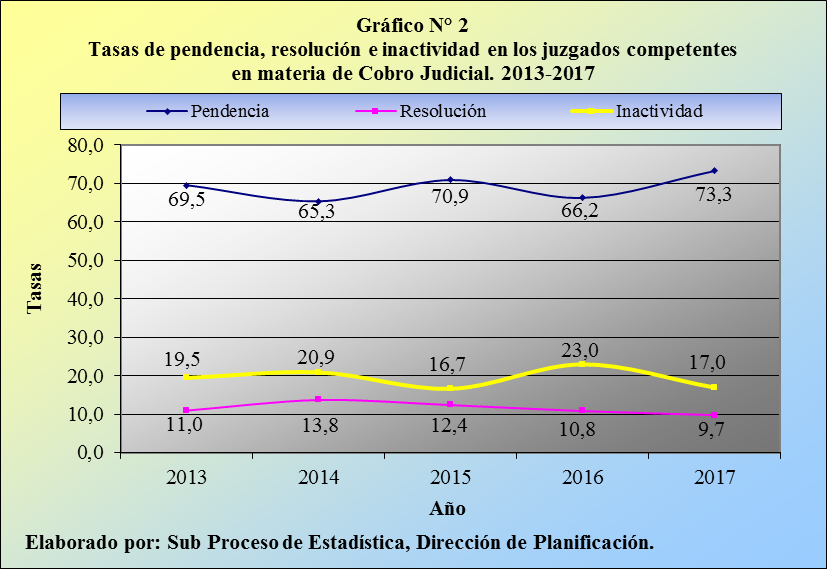 Gráfico N° 2
Tasas de pendencia, resolución e inactividad en los juzgados competentes
en materia de Cobro Judicial. 2013-2017
Pendencia Resolución Inactividad
80,0
70,0
60,0
50,0
40,0
30,0
20,0
10,0
0,0
Tasas
69,5 65,3 70,9 66,2 73,3
19,5 20,9 16,7 23,0 17,0
11,0 13,8 12,4 10,8 9,7
2013 2014 2015 2016 2017
Año
Elaborado por: Sub Proceso de Estadística, Dirección de Planificación.